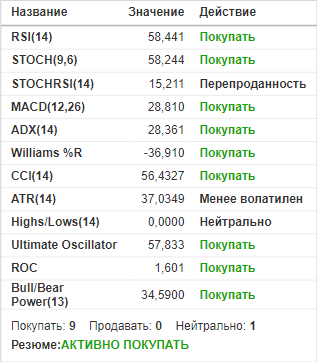 Название Значение Действие
RSI(14) 58,441 Покупать
STOCH(9,6) 58,244 Покупать
STOCHRSI(14) 15,211 Перепроданность
MACD(12,26) 28,810 Покупать
ADX(14) 28,361 Покупать
Williams %R -36,910 Покупать
CCI(14) 56,4327 Покупать
ATR(14) 37,0349 Менее волатилен
Highs/Lows(14) 0,0000 Нейтрально
Ultimate Oscillator 57,833 Покупать
ROC 1,601 Покупать
Bull/Bear
Power(13) 34,5900 Покупать
Покупать: 9 Продавать: 0 Нейтрально: 1
Резюме:АКТИВНО ПОКУПАТЬ